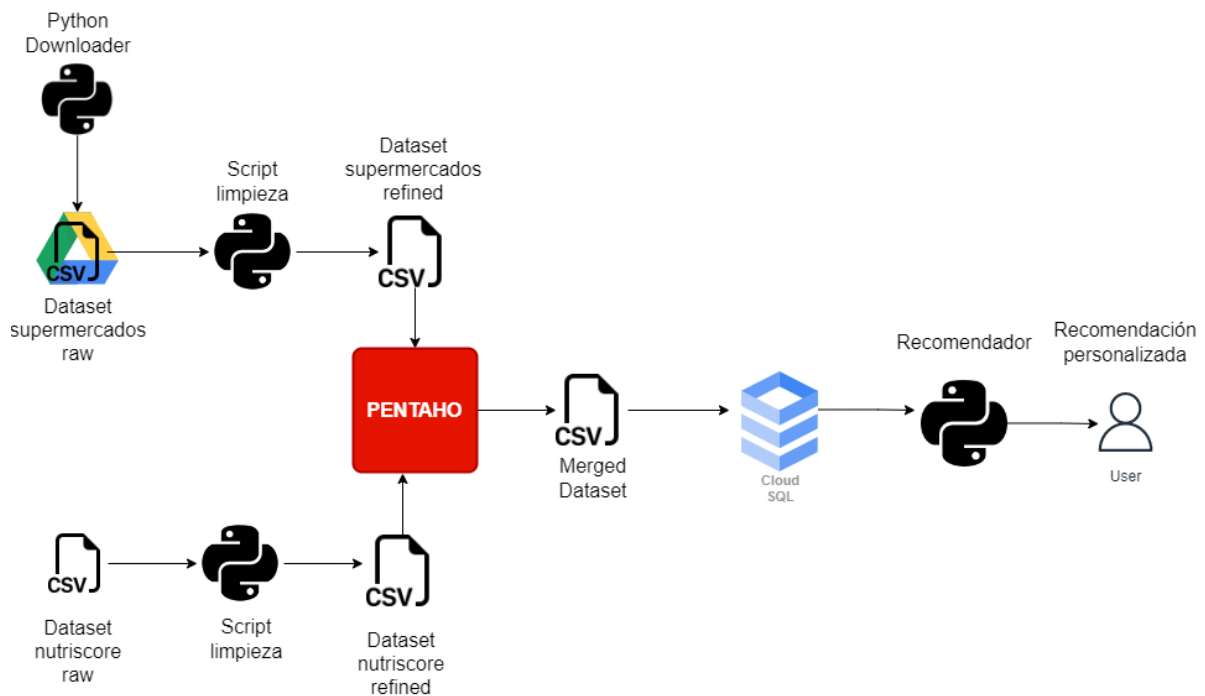 Python
Downloader
Script
limpieza
Dataset
supermercados
refined
CSV
CSV
Dataset
supermercados
raw
PENTAHO
Recomendador
Recomendación
personalizada
CSV
Merged
Dataset
Cloud
SQL
User
CSV
CSV
Dataset
nutriscore
raw
Script
limpieza
Dataset
nutriscore
refined